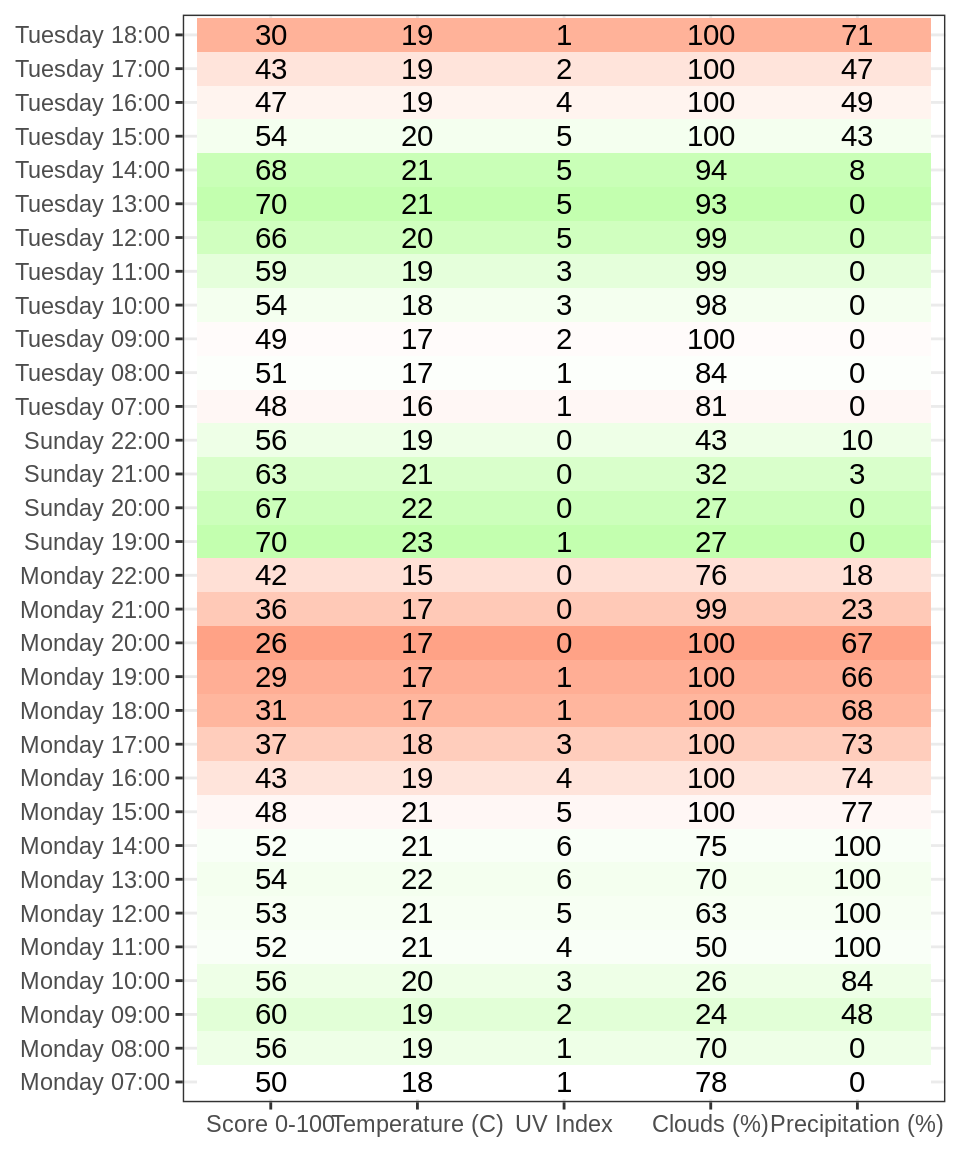 Tuesday 18:00 30 19 1 100 71
Tuesday 17:00 43 19 2 100 47
Tuesday 16:00 47 19 4 100 49
Tuesday 15:00 54 20 5 100 43
Tuesday 14:00 68 21 5 94 8
Tuesday 13:00 70 21 5 93 0
Tuesday 12:00 66 20 5 99 0
Tuesday 11:00 59 19 3 99 0
Tuesday 10:00 54 18 3 98 0
Tuesday 09:00 49 17 2 100 0
Tuesday 08:00 51 17 1 84 0
Tuesday 07:00 48 16 1 81 0
Sunday 22:00 56 19 0 43 10
Sunday 21:00 63 21 0 32 3
Sunday 20:00 67 22 0 27 0
Sunday 19:00 70 23 1 27 0
Monday 22:00 42 15 0 76 18
Monday 21:00 36 17 0 99 23
Monday 20:00 26 17 0 100 67
Monday 19:00 29 17 1 100 66
Monday 18:00 31 17 1 100 68
Monday 17:00 37 18 3 100 73
Monday 16:00 43 19 4 100 74
Monday 15:00 48 21 5 100 77
Monday 14:00 52 21 6 75 100
Monday 13:00 54 22 6 70 100
Monday 12:00 53 21 5 63 100
Monday 11:00 52 21 4 50 100
Monday 10:00 56 20 3 26 84
Monday 09:00 60 19 2 24 48
Monday 08:00 56 19 1 70 0
Monday 07:00 50 18 1 78 0
Score 0-100 Temperature (C) UV Index Clouds (%) Precipitation (%)